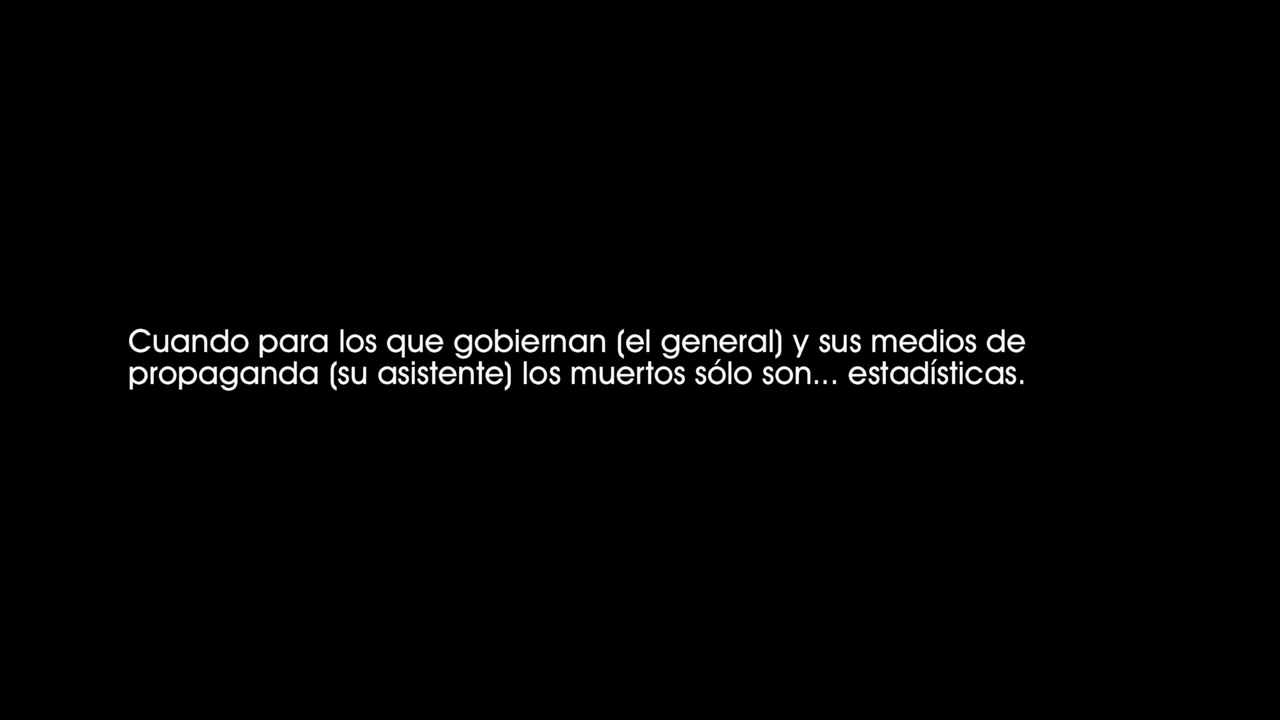 Cuando para los que gobiernan (el general) y sus medios de
propaganda (su asistente) los muertos sólo son... estadísticas.